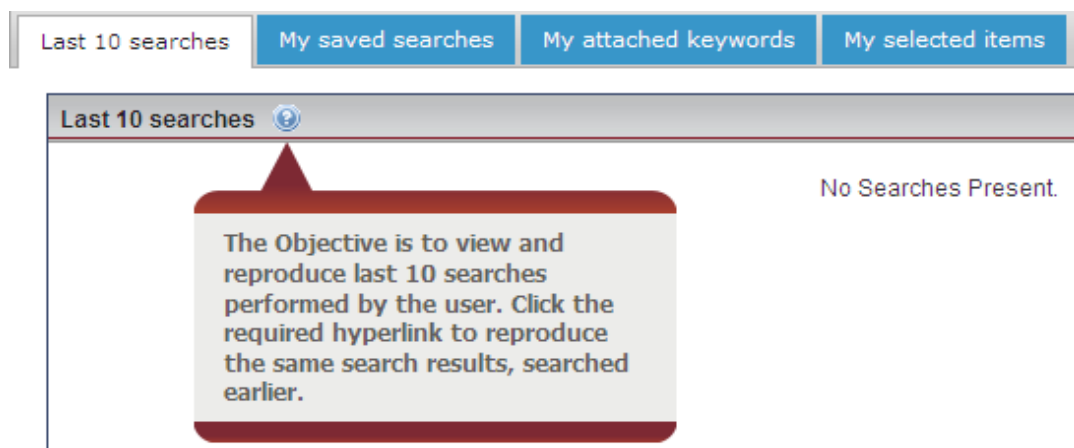 Last 10 searches My saved searches My attached keywords My selected items
Last 10 searches
No Searches Present.
The Objective is to view and
reproduce last 10 searches
performed by the user. Click the
required hyperlink to reproduce
the same search results, searched
earlier.